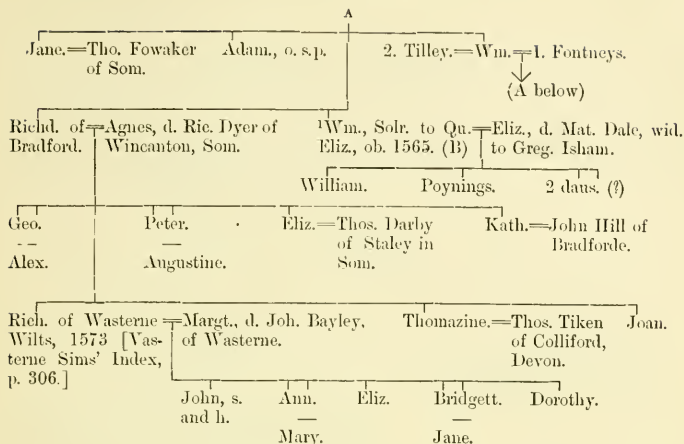 A
Jane.=Tho. Fowaker of Som.
Adam., o. s.p.
2. Tilley.=Wm.=1. Fontneys.
(A below)
Richd. of Bradford.=Agnes, d. Ric. Dyer of Wincanton, Som.
¹Wm., Solr. to Qu. Eliz., ob. 1565. (B)=Eliz., d. Mat. Dale, wid. to Greg. Isham.
William. Poynings. 2 daus. (?)
Geo.
Alex.
Peter.
Augustine.
Eliz.=Thos. Darby of Staley in Som.
Kath.=John Hill of Bradforde.
Rich. of Wasterne Wilts, 1573 [Vasterne Sims' Index, p. 306.]=Margt., d. Joh. Bayley, of Wasterne.
Thomazine.=Thos. Tiken of Colliford, Devon.
Joan.
John, s. and h.
Ann.
Mary.
Eliz.
Bridgett.
Jane.
Dorothy.